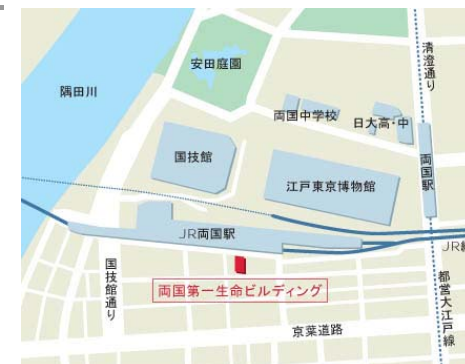 安田庭園
清澄通り
隅田川
両国中学校
日大高・中
国技館
両国駅
江戸東京博物館
JR両国駅
JR総
国技館通り
両国第一生命ビルディング
都営大江戸線
京葉道路